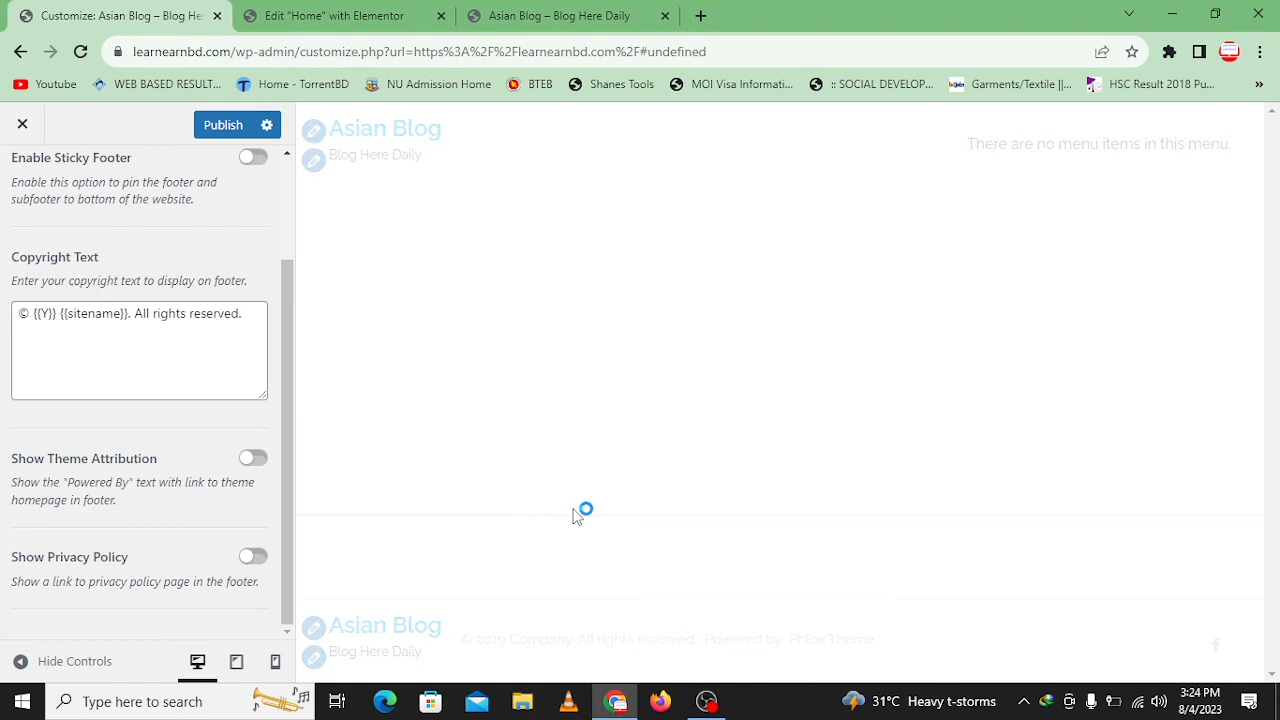 Asian Blog – Blog Here Daily
Edit "Home" with Elementor
Asian Blog – Blog Here Daily
learnearnbd.com/wp-admin/customize.php?url=https%3A%2F%2Flearnearnbd.com%2F#undefined
Youtube
WEB BASED RESULT...
Home - TorrentBD
NU Admission Home
BTEB
Shanes Tools
MOI Visa Informati...
:: SOCIAL DEVELOP...
Garments/Textile ||...
HSC Result 2018 Pu...
Publish
Enable Sticky Footer
Enable this option to pin the footer and
subfooter to bottom of the website.
Copyright Text
Enter your copyright text to display on footer.
© {{Y}} {{sitename}}. All rights reserved.
Show Theme Attribution
Show the "Powered By" text with link to theme
homepage in footer.
Show Privacy Policy
Show a link to privacy policy page in the footer.
Hide Controls
Asian Blog
Blog Here Daily
There are no menu items in this menu.
Asian Blog
Blog Here Daily
© 2019 Company. All rights reserved. Powered by Phlox Theme
Type here to search
31°C Heavy t-storms
3:24 PM
8/4/2023